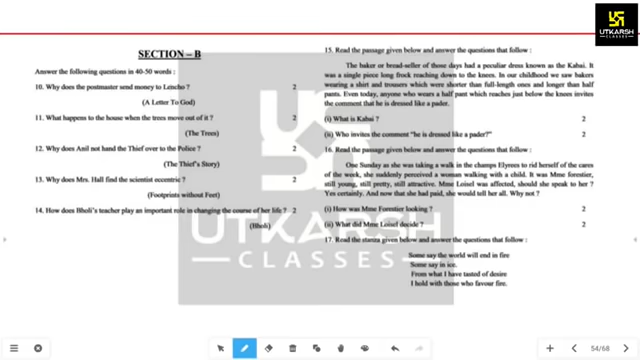 UTKARSH
CLASSES
SECTION – B
Answer the following questions in 40-50 words :
10. Why does the postmaster send money to Lencho ? 2
(A Letter To God)
11. What happens to the house when the trees move out of it ? 2
(The Trees)
12. Why does Anil not hand the Thief over to the Police ? 2
(The Thief's Story)
13. Why does Mrs. Hall find the scientist eccentric ? 2
(Footprints without Feet)
14. How does Bholi's teacher play an important role in changing the course of her life ? 2
(Bholi)
15. Read the passage given below and answer the questions that follow :
The baker or bread-seller of those days had a peculiar dress known as the Kabai. It
was a single piece long frock reaching down to the knees. In our childhood we saw bakers
wearing a shirt and trousers which were shorter than full-length ones and longer than half
pants. Even today, anyone who wears a half pant which reaches just below the knees invites
the comment that he is dressed like a pader.
(i) What is Kabai ? 2
(ii) Who invites the comment “he is dressed like a pader?” 2
16. Read the passage given below and answer the questions that follow :
One Sunday as she was taking a walk in the champs Elyrees to rid herself of the cares
of the week, she suddenly perceived a woman walking with a child. It was Mme forestier,
still young, still pretty, still attractive. Mme Loisel was affected, should she speak to her ?
Yes certainly. And now that she had paid, she would tell her all. Why not ?
(i) How was Mme Forestier looking ? 2
(ii) What did Mme Loisel decide ? 2
17. Read the stanza given below and answer the questions that follow :
Some say the world will end in fire
Some say in ice.
From what I have tasted of desire
I hold with those who favour fire.
UTKARSH
CLASSES
54/68